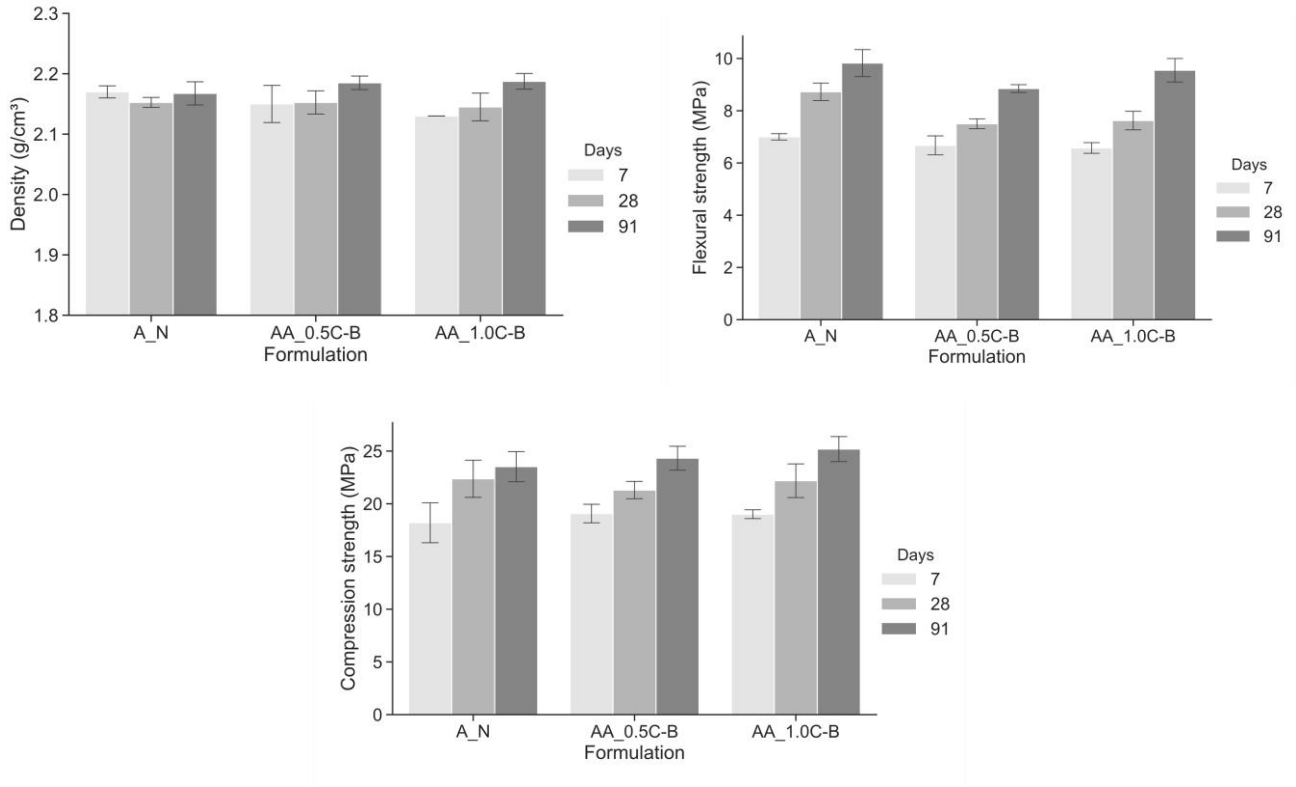 2.3
2.2
2.1
2.0
1.9
1.8
Density (g/cm³)
A_N
AA_0.5C-B
AA_1.0C-B
Formulation
Days
7
28
91
10
8
6
4
2
0
Flexural strength (MPa)
A_N
AA_0.5C-B
AA_1.0C-B
Formulation
Days
7
28
91
25
20
15
10
5
0
Compression strength (MPa)
A_N
AA_0.5C-B
AA_1.0C-B
Formulation
Days
7
28
91